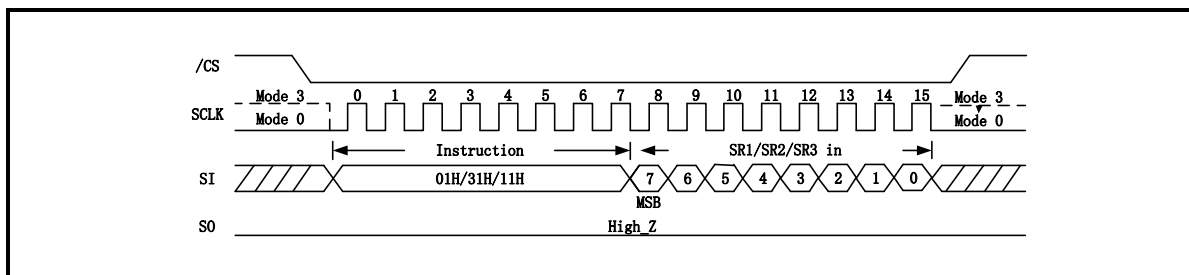 /CS
Mode 3 0 1 2 3 4 5 6 7 8 9 10 11 12 13 14 15 Mode 3
SCLK
Mode 0 Mode 0
Instruction SR1/SR2/SR3 in
SI 01H/31H/11H 7 6 5 4 3 2 1 0
MSB
SO High_Z